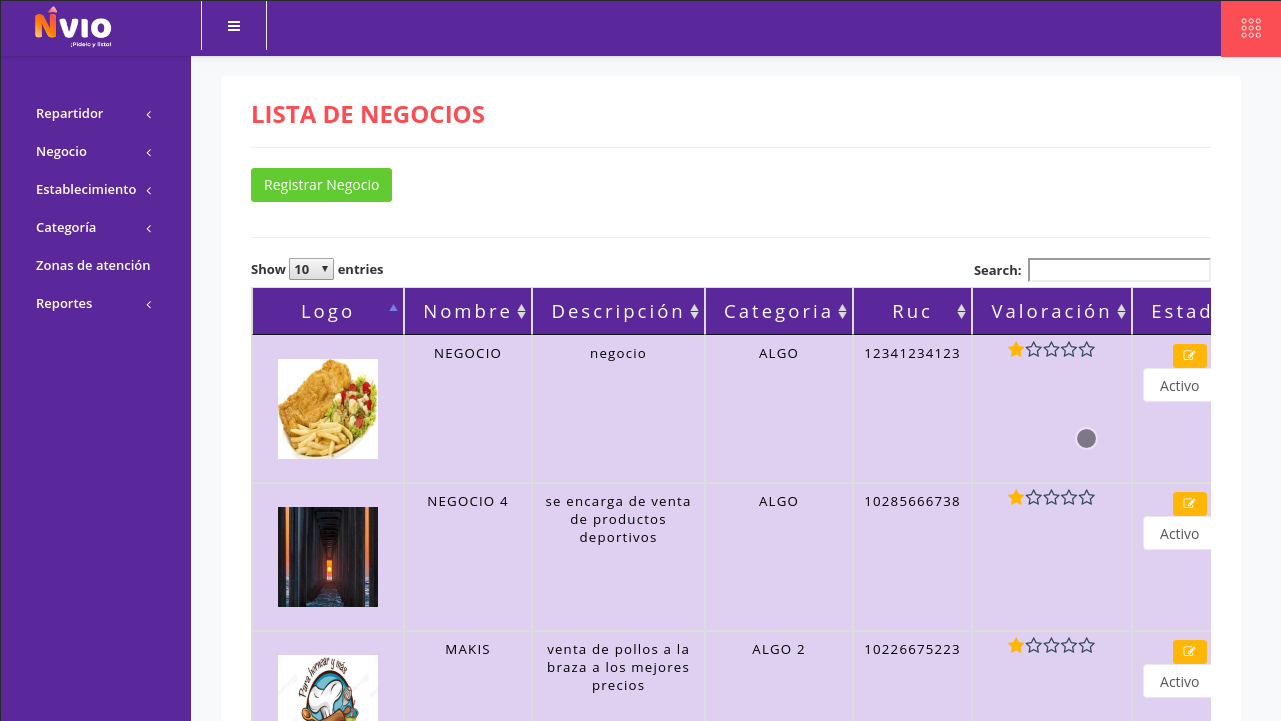 NVIO
¡Pídelo y listo!
Repartidor
Negocio
Establecimiento
Categoría
Zonas de atención
Reportes
LISTA DE NEGOCIOS
Registrar Negocio
Show 10 entries
Search:
Logo Nombre Descripción Categoria Ruc Valoración Estad
NEGOCIO negocio ALGO 12341234123
Activo
NEGOCIO 4 se encarga de venta de productos deportivos ALGO 10285666738
Activo
MAKIS venta de pollos a la braza a los mejores precios ALGO 2 10226675223
Activo
Para hornear y más